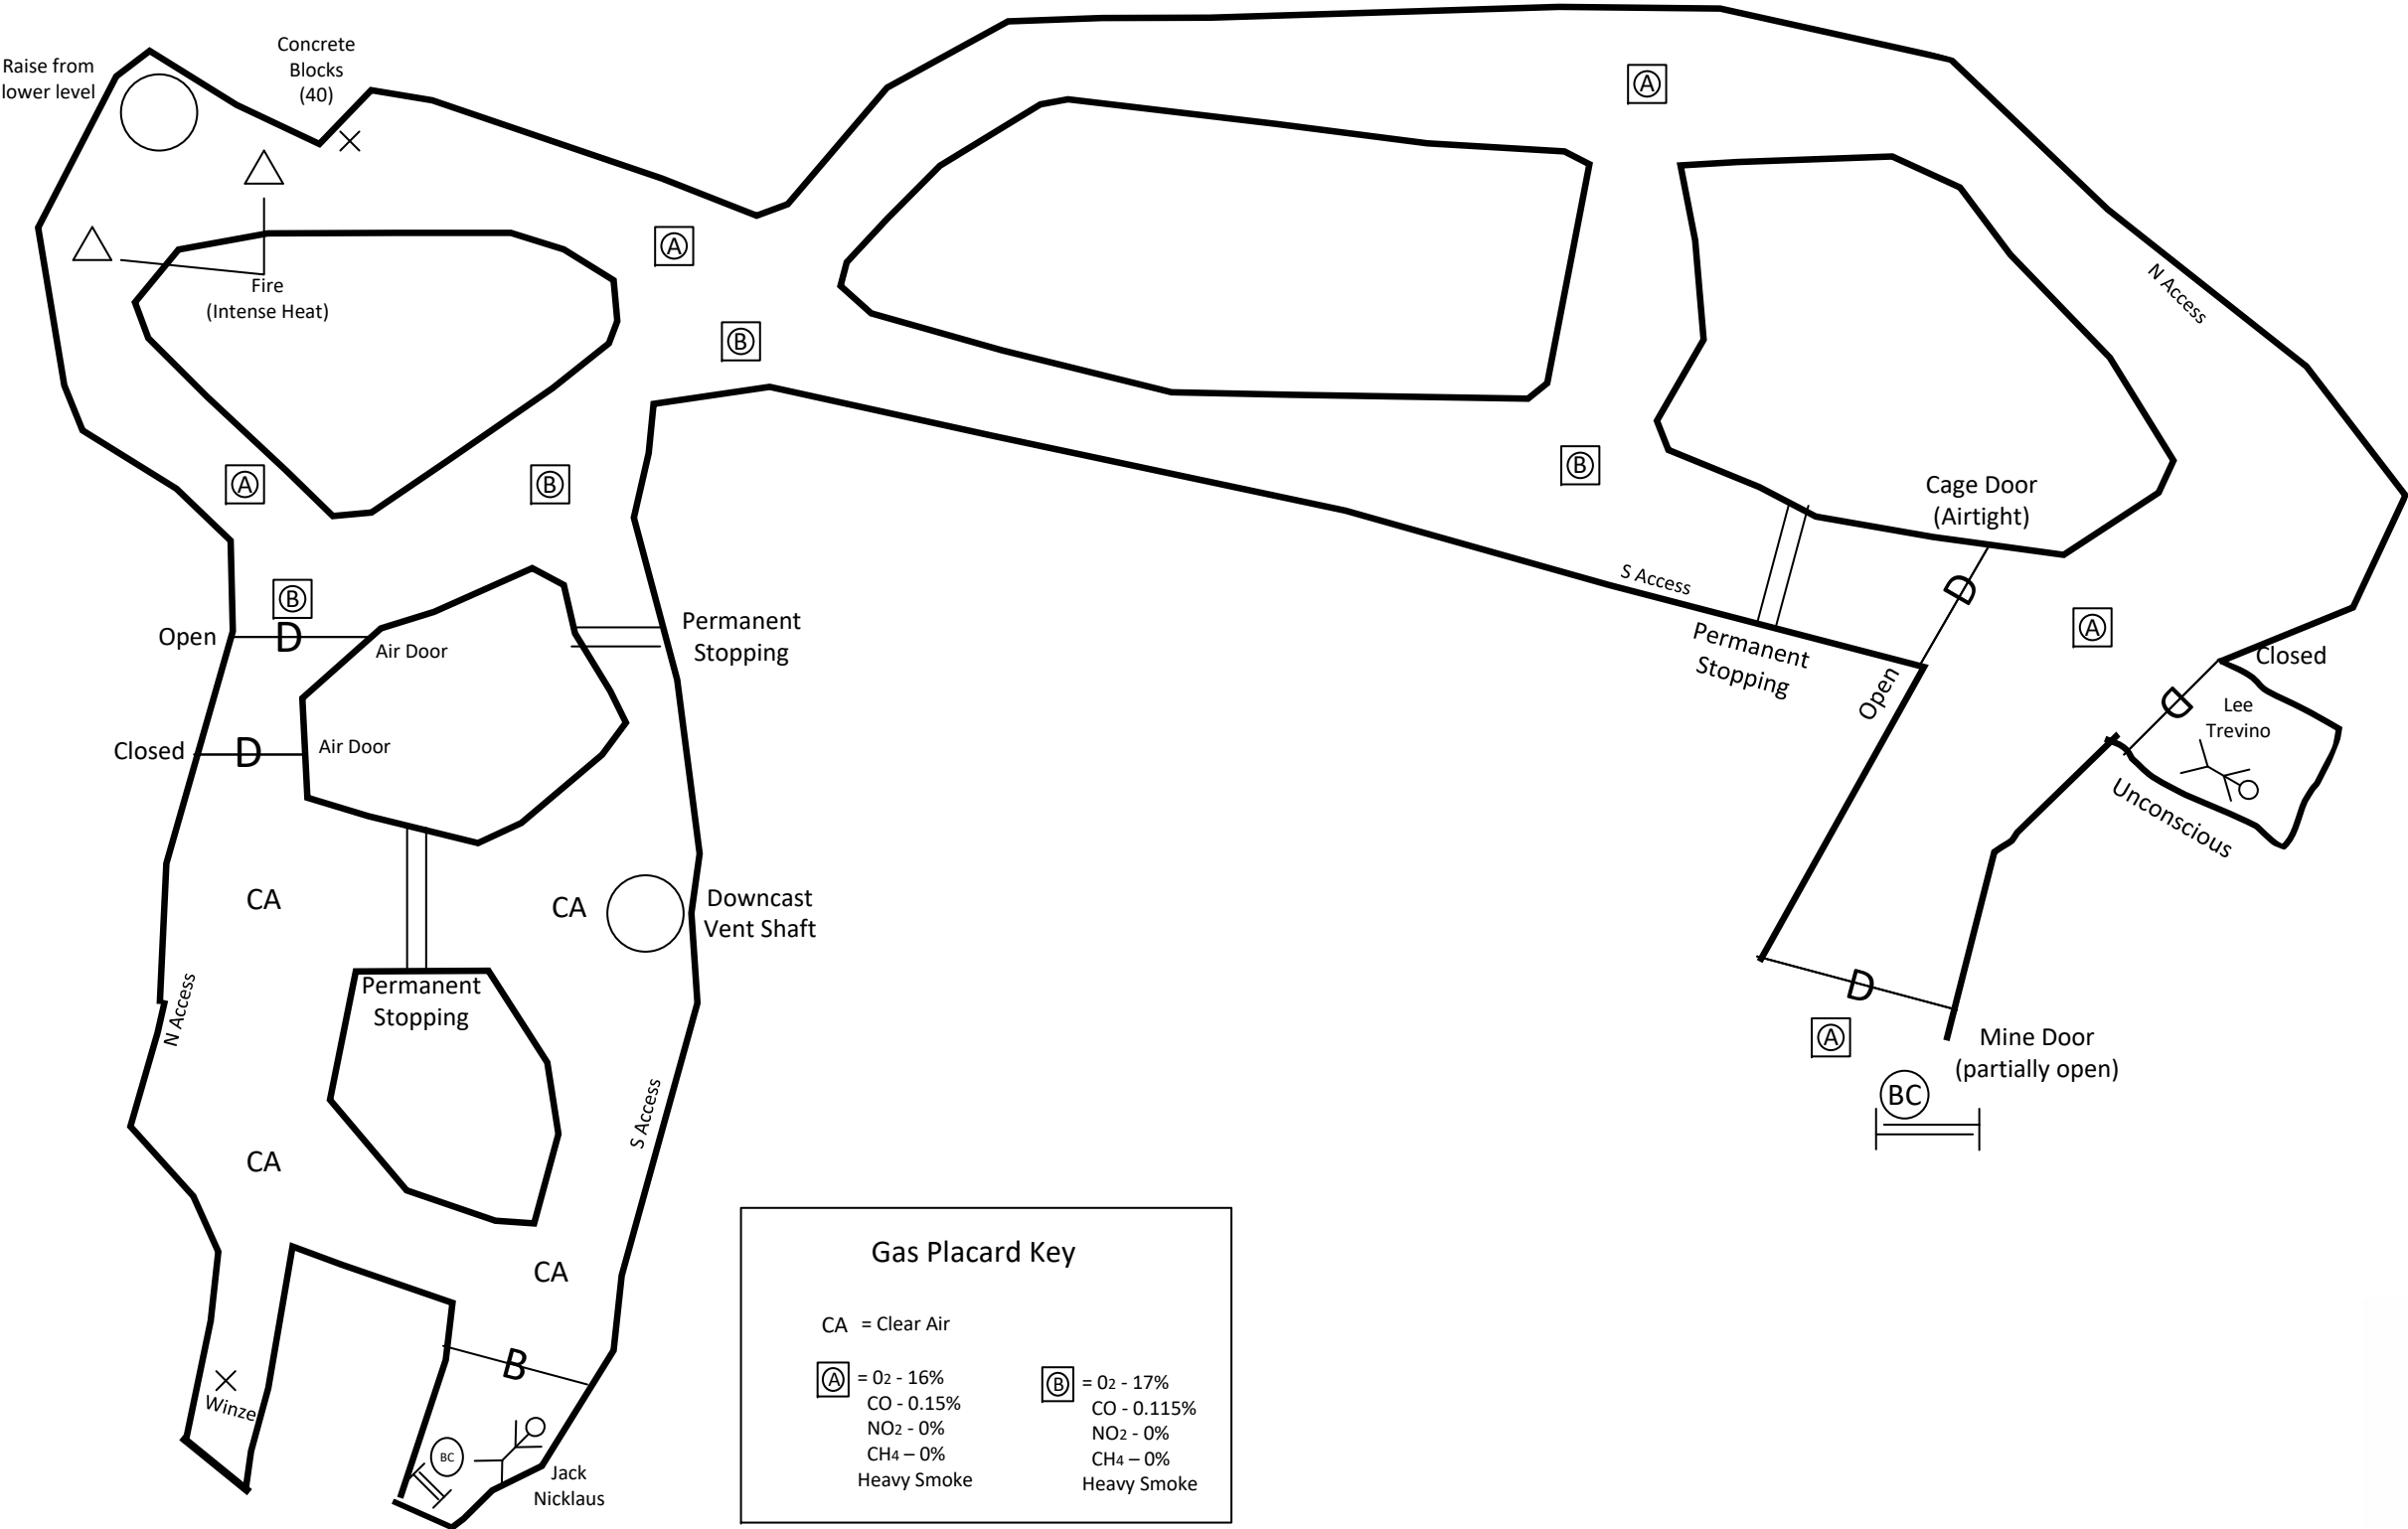 Raise from
lower level
Concrete
Blocks
(40)
A
N Access
A
Fire
(Intense Heat)
B
A
B
B
Cage Door
(Airtight)
D
S Access
B
Open
D
Air Door
Permanent
Stopping
Permanent
Stopping
Open
A
Closed
D
Lee
Trevino
Unconscious
Closed
D
Air Door
CA
CA
Downcast
Vent Shaft
D
A
Mine Door
(partially open)
BC
Permanent
Stopping
N Access
S Access
CA
CA
B
Winze
BC
Jack
Nicklaus
Gas Placard Key
CA = Clear Air
A = 02 - 16%
CO - 0.15%
NO2 - 0%
CH4 – 0%
Heavy Smoke
B = 02 - 17%
CO - 0.115%
NO2 - 0%
CH4 – 0%
Heavy Smoke